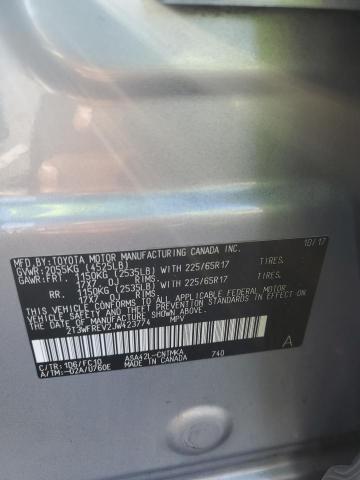 MFD. BY: TOYOTA MOTOR MANUFACTURING CANADA INC. 10/17
GVWR: 2055KG (4525LB)
GAWR: FRT. 1150KG (2535LB) WITH 225/65R17 TIRES,
17X7 0J RIMS,
RR. 1150KG (2535LB) WITH 225/65R17 TIRES,
17X7 0J RIMS,
THIS VEHICLE CONFORMS TO ALL APPLICABLE FEDERAL MOTOR
VEHICLE SAFETY, BUMPER, AND THEFT PREVENTION STANDARDS IN
EFFECT ON THE DATE OF MANUFACTURE SHOWN ABOVE.
2T3WFREV2JW423774 MPV
A
C/TR: 1D6/FC10 ASA42L-CNTMKA 740
A/TM: -02A/U760E MADE IN CANADA